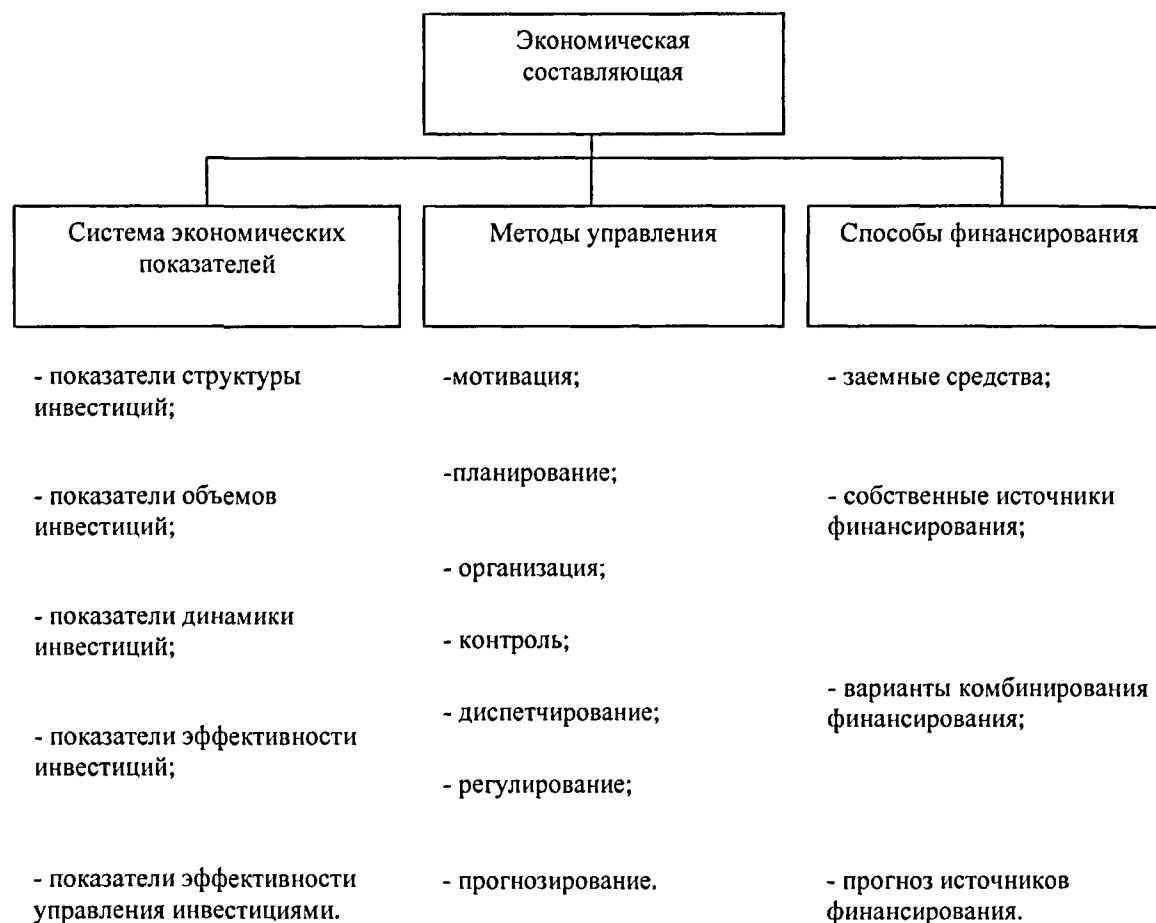 Экономическая
составляющая
Система экономических
показателей
Методы управления
Способы финансирования
- показатели структуры
инвестиций;
- показатели объемов
инвестиций;
- показатели динамики
инвестиций;
- показатели эффективности
инвестиций;
- показатели эффективности
управления инвестициями.
-мотивация;
-планирование;
- организация;
- контроль;
- диспетчирование;
- регулирование;
- прогнозирование.
- заемные средства;
- собственные источники
финансирования;
- варианты комбинирования
финансирования;
- прогноз источников
финансирования.